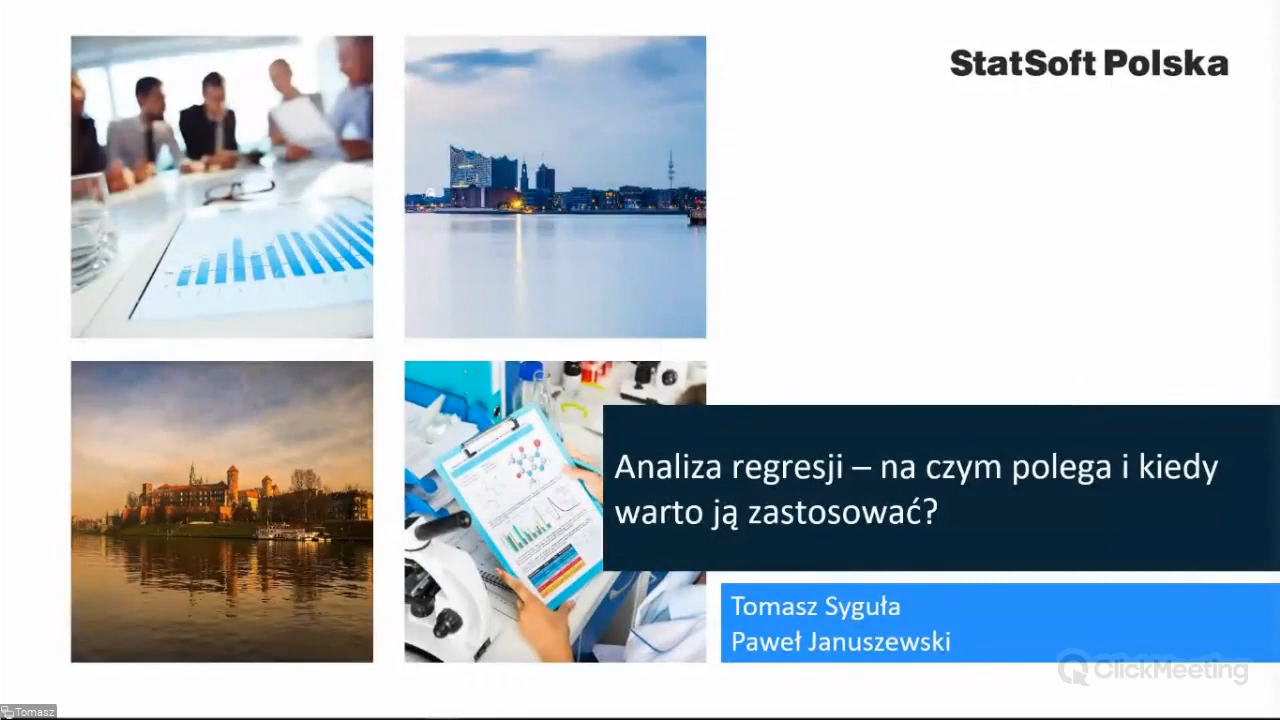 StatSoft Polska
Analiza regresji – na czym polega i kiedy
warto ją zastosować?
Tomasz Syguła
Paweł Januszewski
ClickMeeting
Tomasz